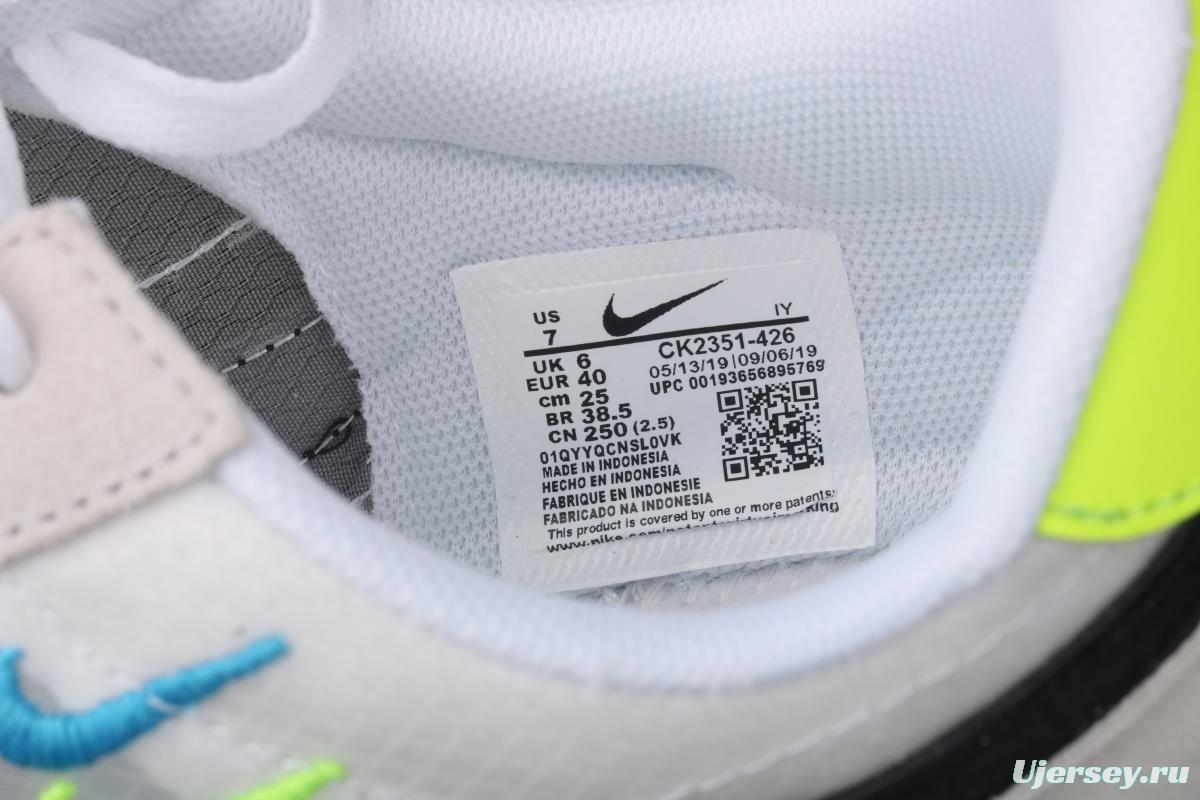 US
7
IY
UK 6
EUR 40
cm 25
BR 38.5
CN 250 (2.5)
CK2351-426
05/13/19|09/06/19
UPC 00193656895769
01QYYQCNSL0VK
MADE IN INDONESIA
HECHO EN INDONESIA
FABRIQUE EN INDONESIE
FABRICADO NA INDONESIA
This product is covered by one or more patents:
Ujersey.ru